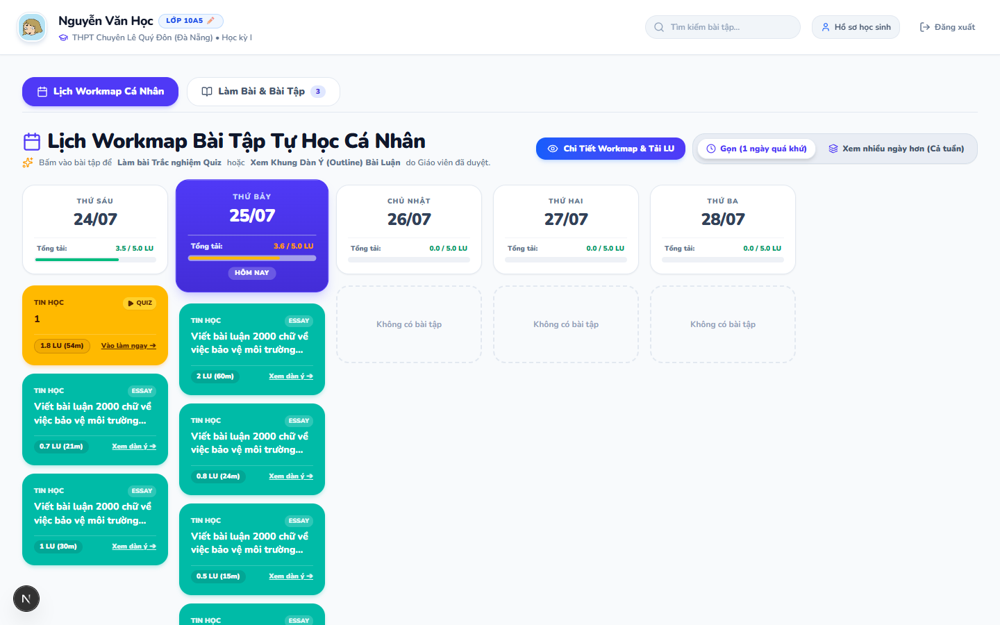 Nguyễn Văn Học
LỚP 10A5
THPT Chuyên Lê Quý Đôn (Đà Nẵng) • Học kỳ I
Tìm kiếm bài tập...
Hồ sơ học sinh
Đăng xuất
Lịch Workmap Cá Nhân
Làm Bài & Bài Tập 3
Lịch Workmap Bài Tập Tự Học Cá Nhân
Bấm vào bài tập để Làm bài Trắc nghiệm Quiz hoặc Xem Khung Dàn Ý (Outline) Bài Luận do Giáo viên đã duyệt.
Chi Tiết Workmap & Tải LU
Gọn (1 ngày quá khứ)
Xem nhiều ngày hơn (Cả tuần)
THỨ SÁU
24/07
Tổng tải: 3.5 / 5.0 LU
TIN HỌC QUIZ
1
1.8 LU (54m) Vào làm ngay →
TIN HỌC ESSAY
Viết bài luận 2000 chữ về
việc bảo vệ môi trường...
0.7 LU (21m) Xem dàn ý →
TIN HỌC ESSAY
Viết bài luận 2000 chữ về
việc bảo vệ môi trường...
1 LU (30m) Xem dàn ý →
THỨ BẢY
25/07
Tổng tải: 3.6 / 5.0 LU
HÔM NAY
TIN HỌC ESSAY
Viết bài luận 2000 chữ về
việc bảo vệ môi trường...
2 LU (60m) Xem dàn ý →
TIN HỌC ESSAY
Viết bài luận 2000 chữ về
việc bảo vệ môi trường...
0.8 LU (24m) Xem dàn ý →
TIN HỌC ESSAY
Viết bài luận 2000 chữ về
việc bảo vệ môi trường...
0.5 LU (15m) Xem dàn ý →
TIN HỌC ESSAY
CHỦ NHẬT
26/07
Tổng tải: 0.0 / 5.0 LU
Không có bài tập
THỨ HAI
27/07
Tổng tải: 0.0 / 5.0 LU
Không có bài tập
THỨ BA
28/07
Tổng tải: 0.0 / 5.0 LU
Không có bài tập
N